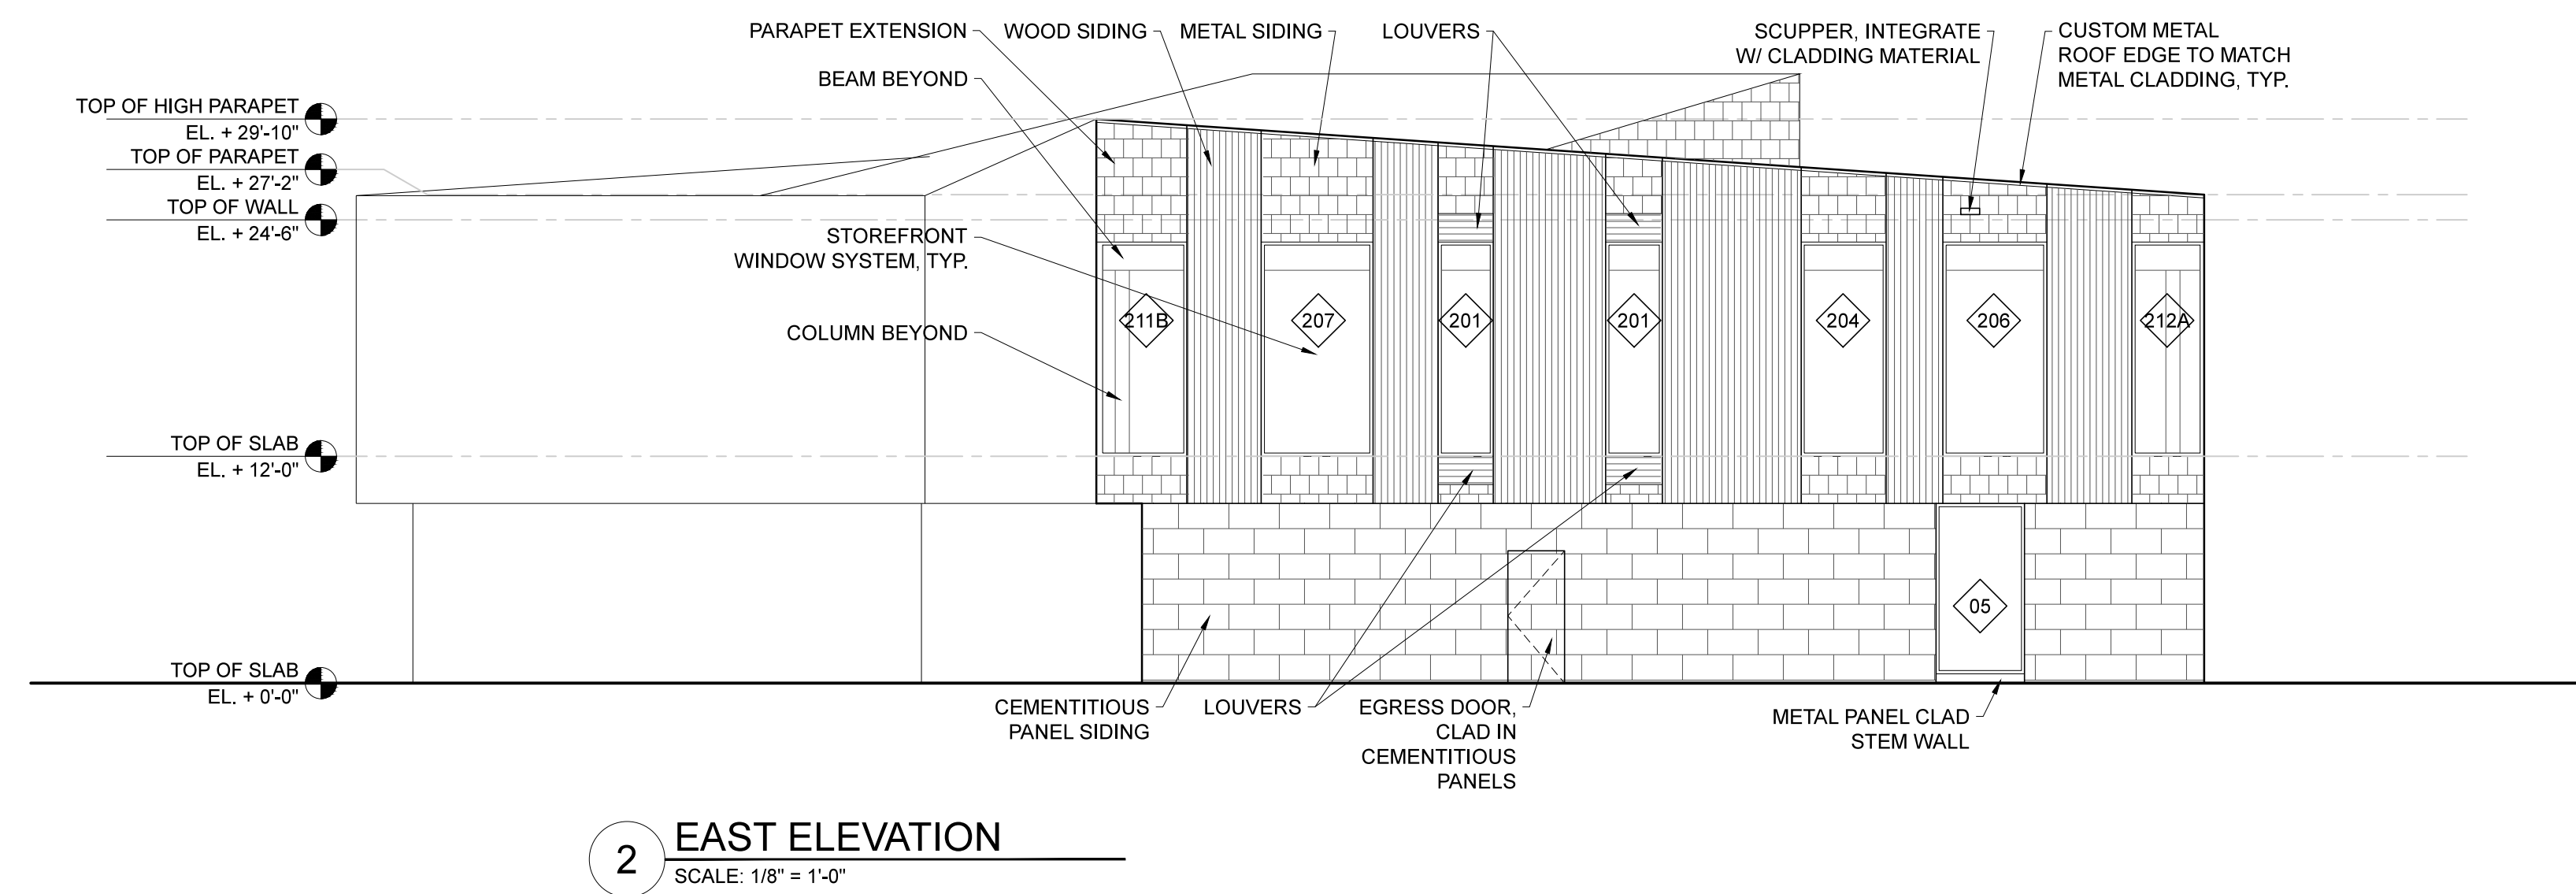 PARAPET EXTENSION
WOOD SIDING
METAL SIDING
LOUVERS
SCUPPER, INTEGRATE
W/ CLADDING MATERIAL
CUSTOM METAL
ROOF EDGE TO MATCH
METAL CLADDING, TYP.
BEAM BEYOND
TOP OF HIGH PARAPET
EL. + 29'-10"
TOP OF PARAPET
EL. + 27'-2"
TOP OF WALL
EL. + 24'-6"
STOREFRONT
WINDOW SYSTEM, TYP.
COLUMN BEYOND
211B
207
201
201
204
206
212A
TOP OF SLAB
EL. + 12'-0"
05
TOP OF SLAB
EL. + 0'-0"
CEMENTITIOUS
PANEL SIDING
LOUVERS
EGRESS DOOR,
CLAD IN
CEMENTITIOUS
PANELS
METAL PANEL CLAD
STEM WALL
2
EAST ELEVATION
SCALE: 1/8" = 1'-0"